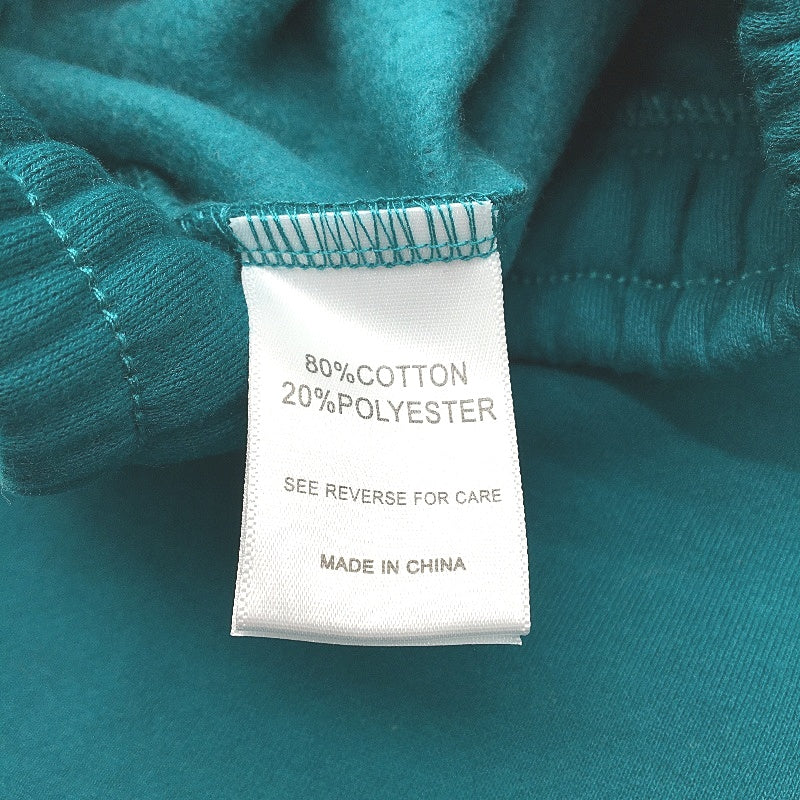 80%COTTON
20%POLYESTER
SEE REVERSE FOR CARE
MADE IN CHINA